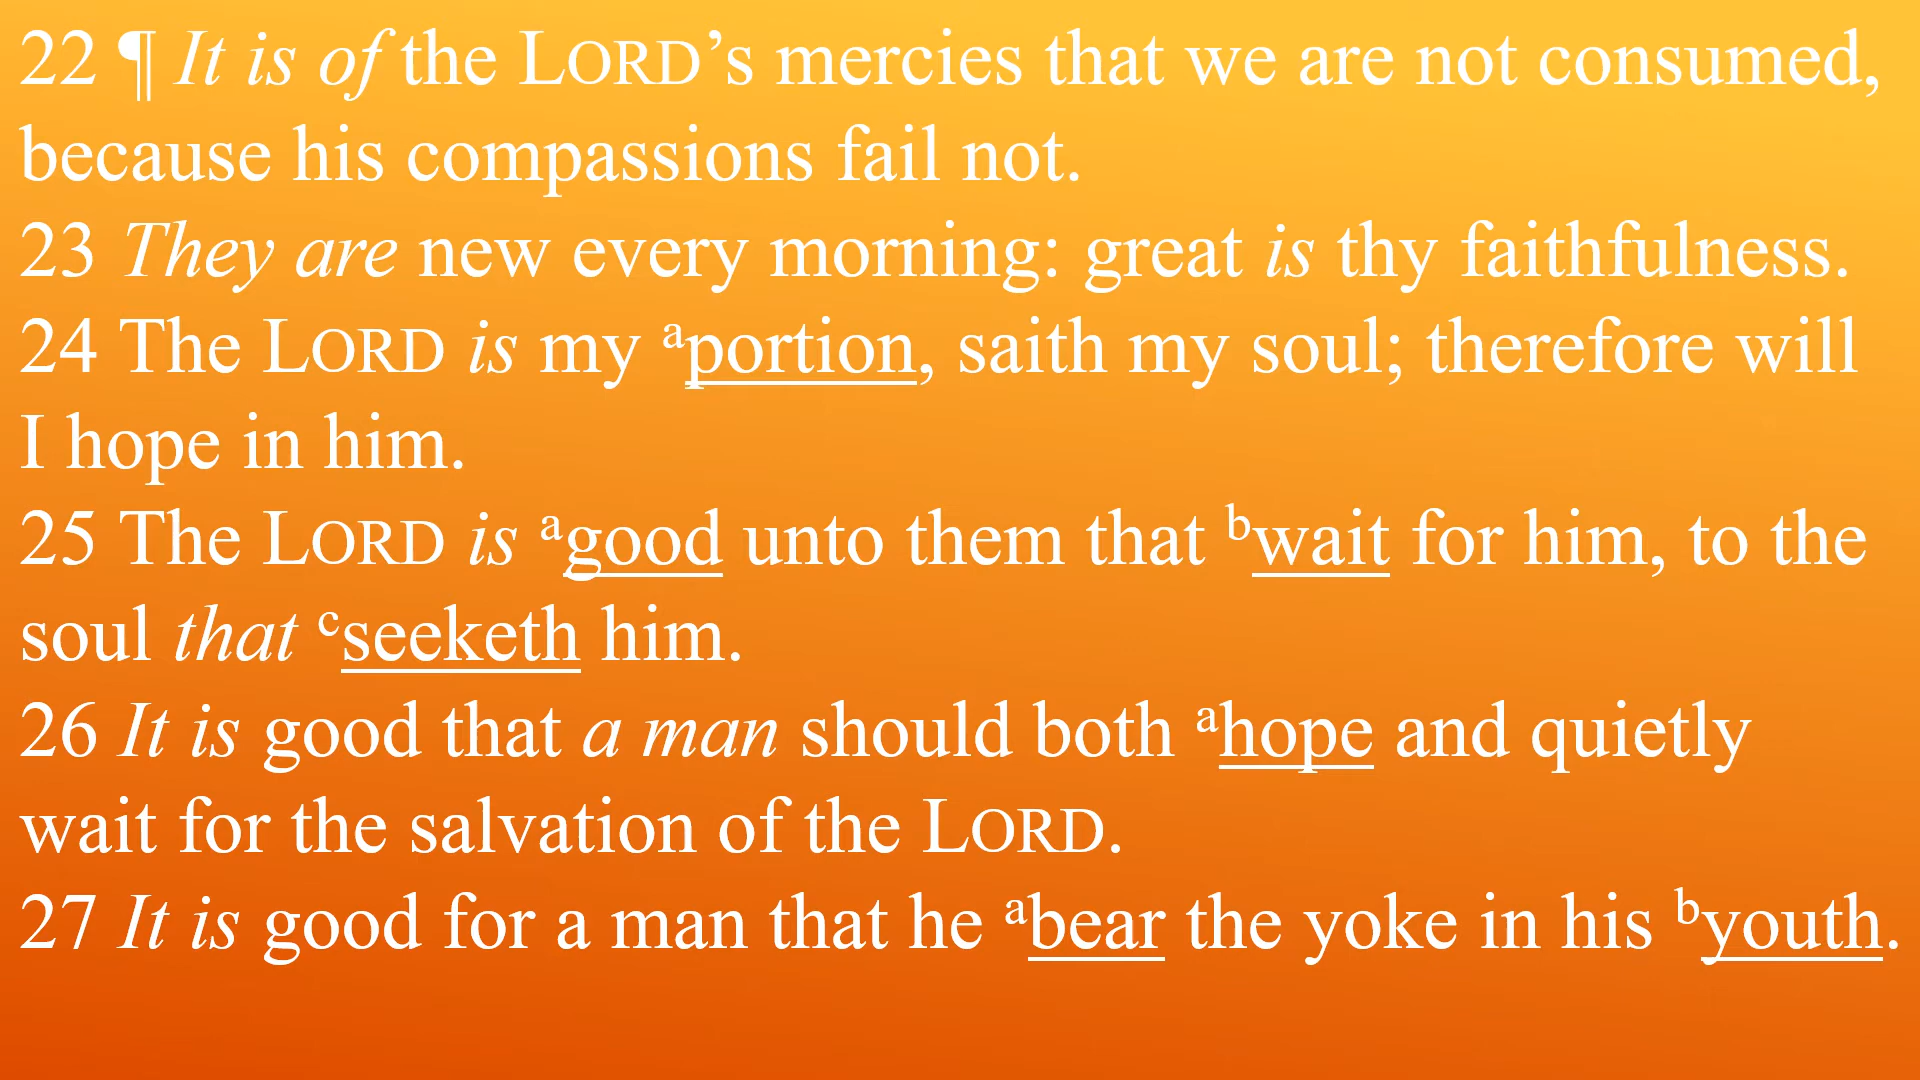 22 ¶ It is of the LORD’s mercies that we are not consumed,
because his compassions fail not.
23 They are new every morning: great is thy faithfulness.
24 The LORD is my aportion, saith my soul; therefore will
I hope in him.
25 The LORD is agood unto them that bwait for him, to the
soul that cseeketh him.
26 It is good that a man should both ahope and quietly
wait for the salvation of the LORD.
27 It is good for a man that he abear the yoke in his byouth.